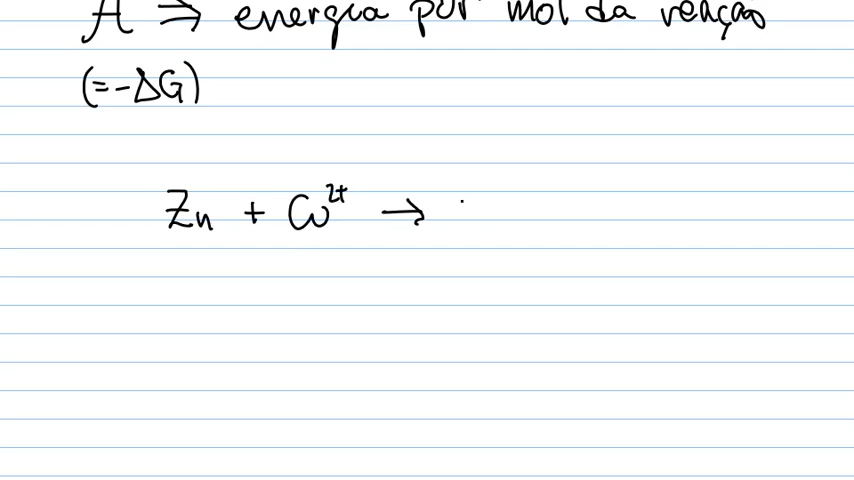 A ⇒ energia por mol da reação
(=-ΔG)
Zn + Cu²⁺ →